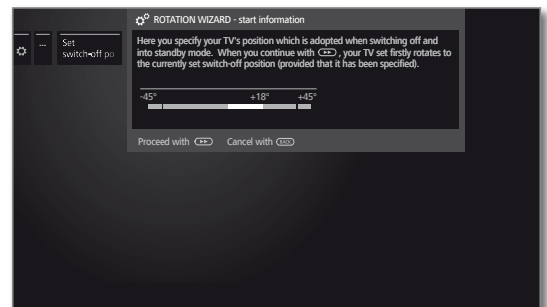 ROTATION WIZARD - start information
...
Set
switch-off po
Here you specify your TV's position which is adopted when switching off and
into standby mode. When you continue with ▶▶ , your TV set firstly rotates to
the currently set switch-off position (provided that it has been specified).
-45° +18° +45°
Proceed with ▶▶ Cancel with BACK